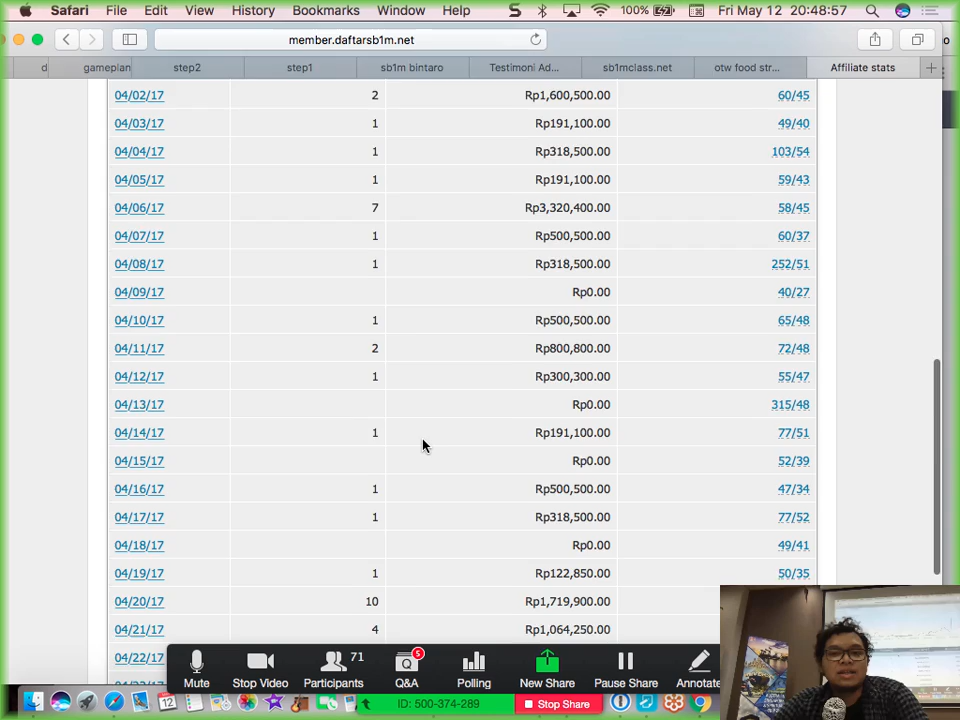 Safari File Edit View History Bookmarks Window Help 100% Fri May 12 20:48:57
member.daftarsb1m.net
d gameplan step2 step1 sb1m bintaro Testimoni Ad... sb1mclass.net otw food str... Affiliate stats +
04/02/17 2 Rp1,600,500.00 60/45
04/03/17 1 Rp191,100.00 49/40
04/04/17 1 Rp318,500.00 103/54
04/05/17 1 Rp191,100.00 59/43
04/06/17 7 Rp3,320,400.00 58/45
04/07/17 1 Rp500,500.00 60/37
04/08/17 1 Rp318,500.00 252/51
04/09/17 Rp0.00 40/27
04/10/17 1 Rp500,500.00 65/48
04/11/17 2 Rp800,800.00 72/48
04/12/17 1 Rp300,300.00 55/47
04/13/17 Rp0.00 315/48
04/14/17 1 Rp191,100.00 77/51
04/15/17 Rp0.00 52/39
04/16/17 1 Rp500,500.00 47/34
04/17/17 1 Rp318,500.00 77/52
04/18/17 Rp0.00 49/41
04/19/17 1 Rp122,850.00 50/35
04/20/17 10 Rp1,719,900.00
04/21/17 4 Rp1,064,250.00
04/22/17
Mute Stop Video Participants 71 Q&A 5 Polling New Share Pause Share Annotate
ID: 500-374-289 Stop Share